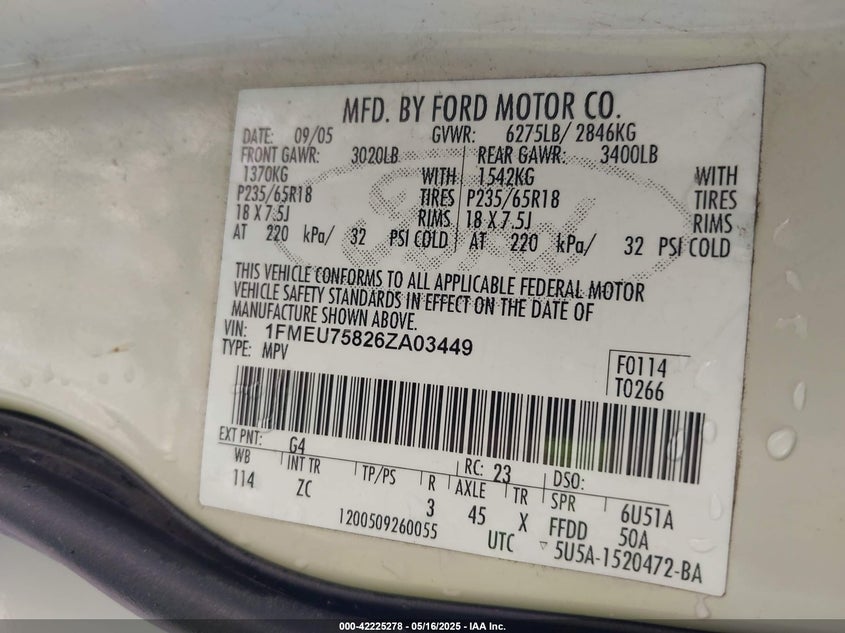 MFD. BY FORD MOTOR CO.
DATE: 09/05 GVWR: 6275LB/ 2846KG
FRONT GAWR: 3020LB REAR GAWR: 3400LB
1370KG WITH 1542KG WITH
P235/65R18 TIRES P235/65R18 TIRES
18 X 7.5J RIMS 18 X 7.5J RIMS
AT 220 kPa/ 32 PSI COLD AT 220 kPa/ 32 PSI COLD
Ford
THIS VEHICLE CONFORMS TO ALL APPLICABLE FEDERAL MOTOR
VEHICLE SAFETY STANDARDS IN EFFECT ON THE DATE OF
MANUFACTURE SHOWN ABOVE.
VIN: 1FMEU75826ZA03449
TYPE: MPV
F0114
T0266
EXT PNT: G4 RC: 23 DSO:
WB INT TR TP/PS R AXLE TR SPR 6U51A
114 ZC 3 45 X FFDD 50A
1200509260055 UTC 5U5A-1520472-BA
000-42225278 - 05/16/2025 - IAA Inc.